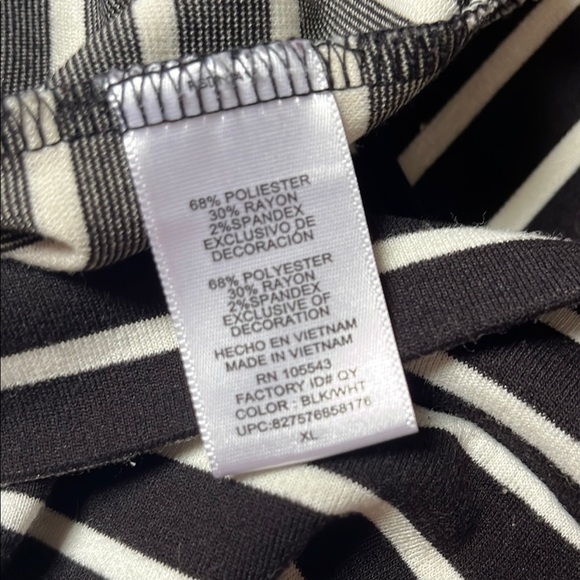 68% POLIESTER
30% RAYON
2%SPANDEX
EXCLUSIVO DE
DECORACIÓN
68% POLYESTER
30% RAYON
2%SPANDEX
EXCLUSIVE OF
DECORATION
HECHO EN VIETNAM
MADE IN VIETNAM
RN 105543
FACTORY ID# QY
COLOR : BLK/WHT
UPC:827576858176
XL